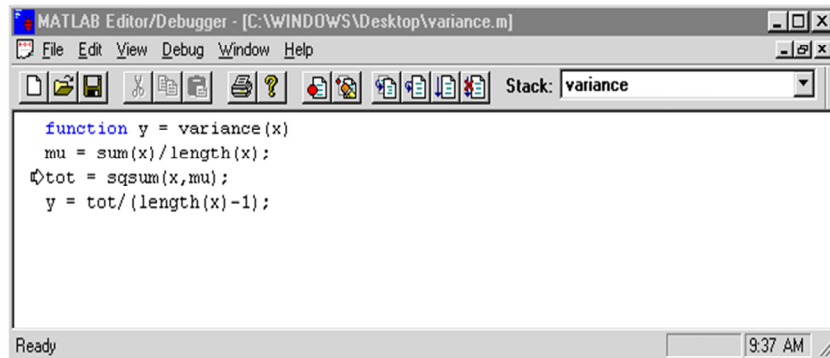 MATLAB Editor/Debugger - [C:\WINDOWS\Desktop\variance.m]
File Edit View Debug Window Help
Stack: variance
function y = variance(x)
mu = sum(x)/length(x);
tot = sqsum(x,mu);
y = tot/(length(x)-1);
Ready 9:37 AM